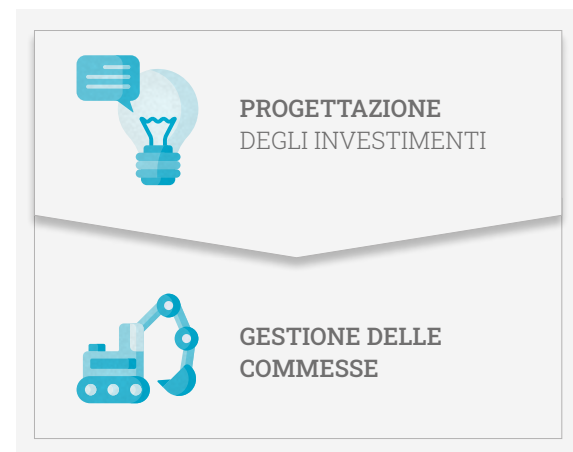 PROGETTAZIONE
DEGLI INVESTIMENTI
GESTIONE DELLE
COMMESSE